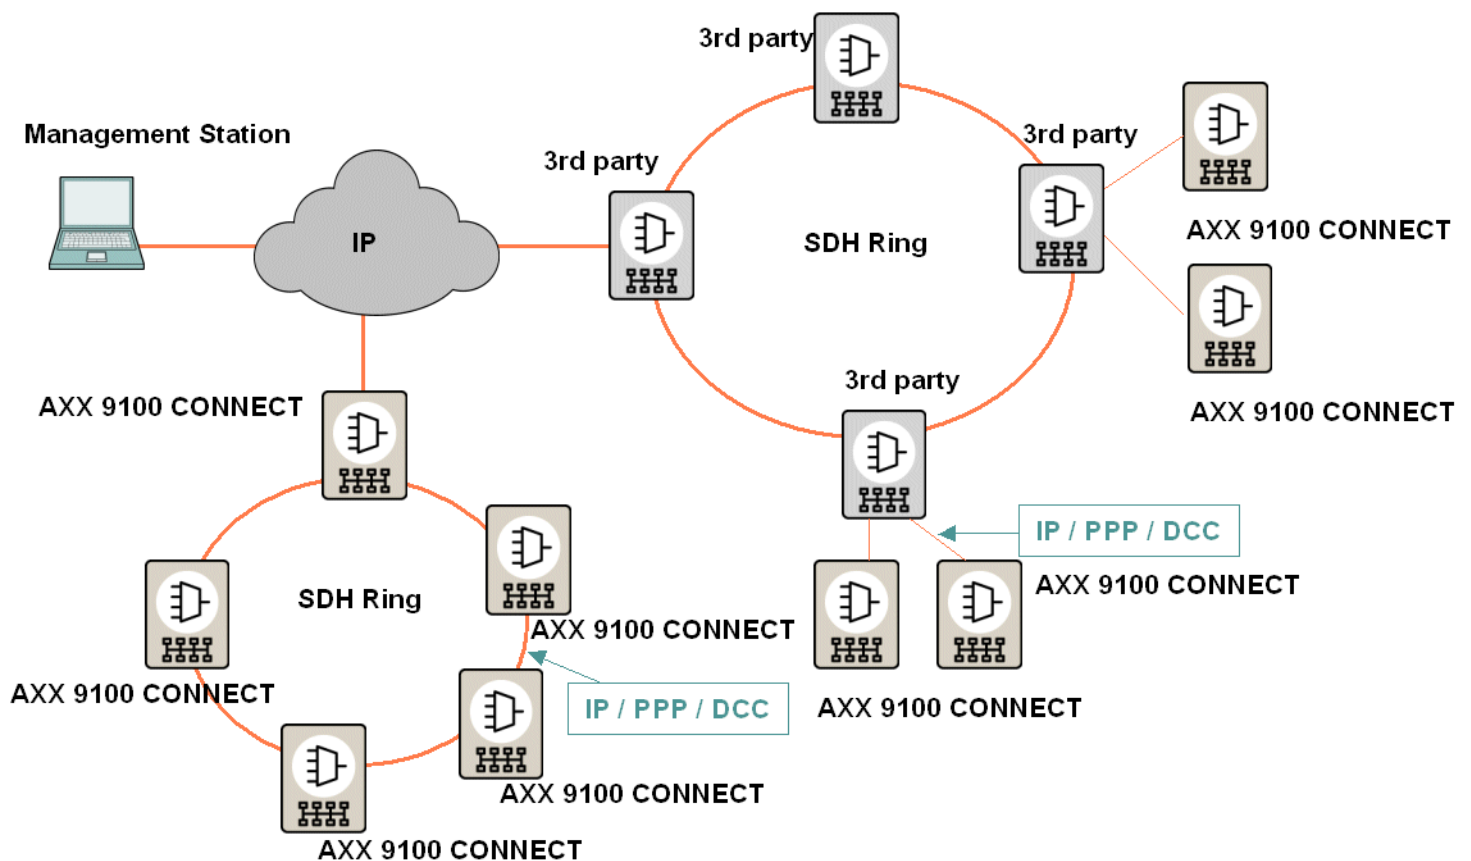 3rd party
Management Station
3rd party
3rd party
IP
SDH Ring
AXX 9100 CONNECT
3rd party
AXX 9100 CONNECT
AXX 9100 CONNECT
IP / PPP / DCC
AXX 9100 CONNECT
SDH Ring
AXX 9100 CONNECT
AXX 9100 CONNECT
IP / PPP / DCC
AXX 9100 CONNECT
AXX 9100 CONNECT
AXX 9100 CONNECT